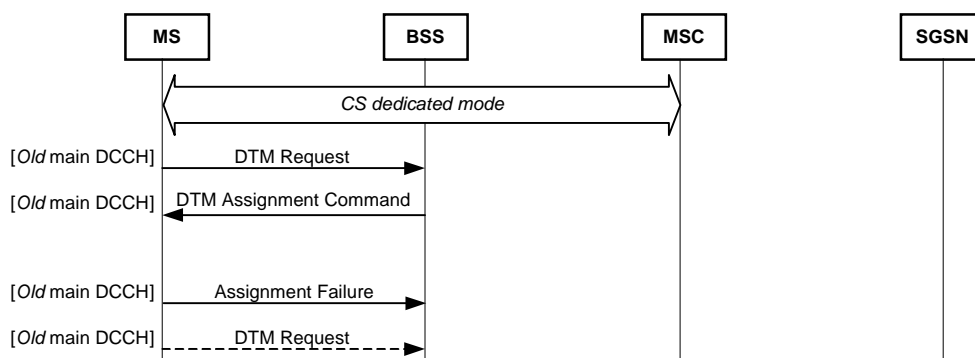 MS BSS MSC SGSN
CS dedicated mode
[Old main DCCH] DTM Request
[Old main DCCH] DTM Assignment Command
[Old main DCCH] Assignment Failure
[Old main DCCH] DTM Request